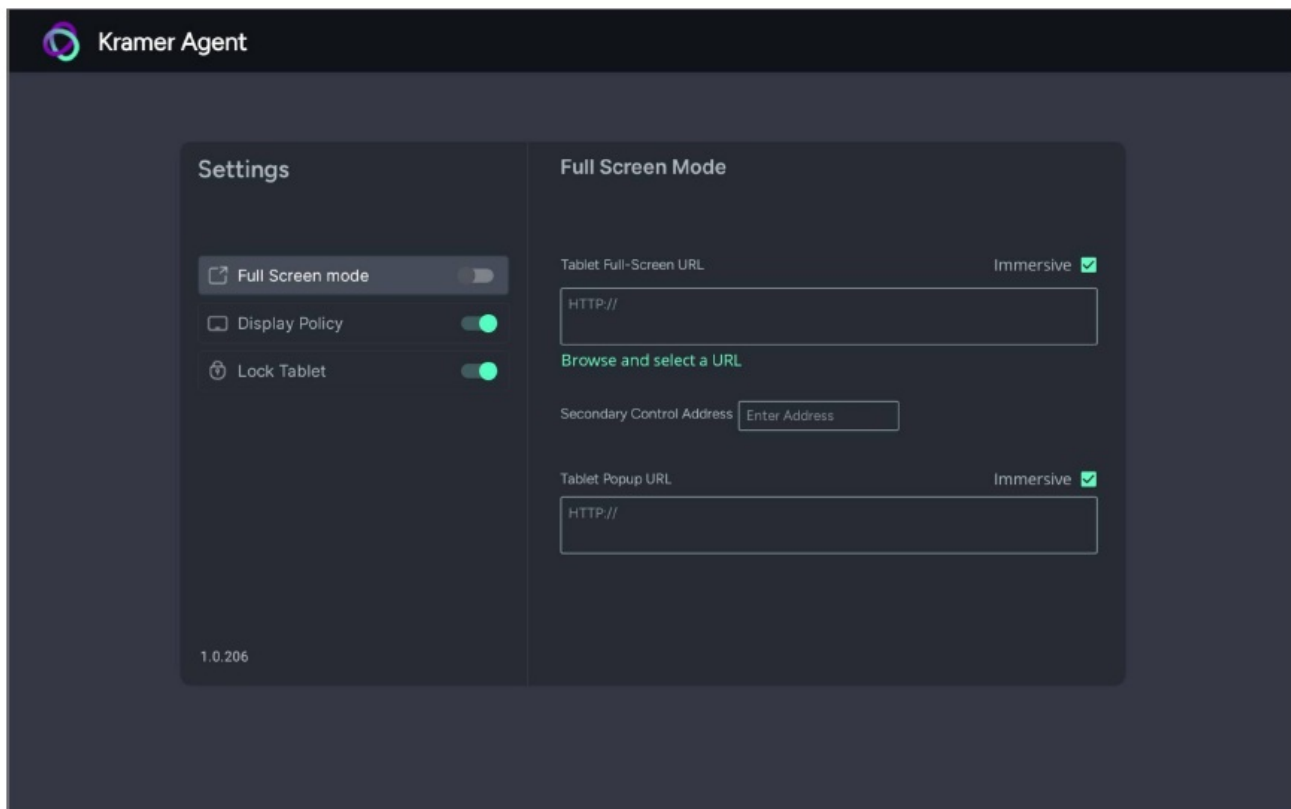 Kramer Agent
Settings
Full Screen mode
Display Policy
Lock Tablet
1.0.206
Full Screen Mode
Tablet Full-Screen URL Immersive
HTTP://
Browse and select a URL
Secondary Control Address Enter Address
Tablet Popup URL Immersive
HTTP://